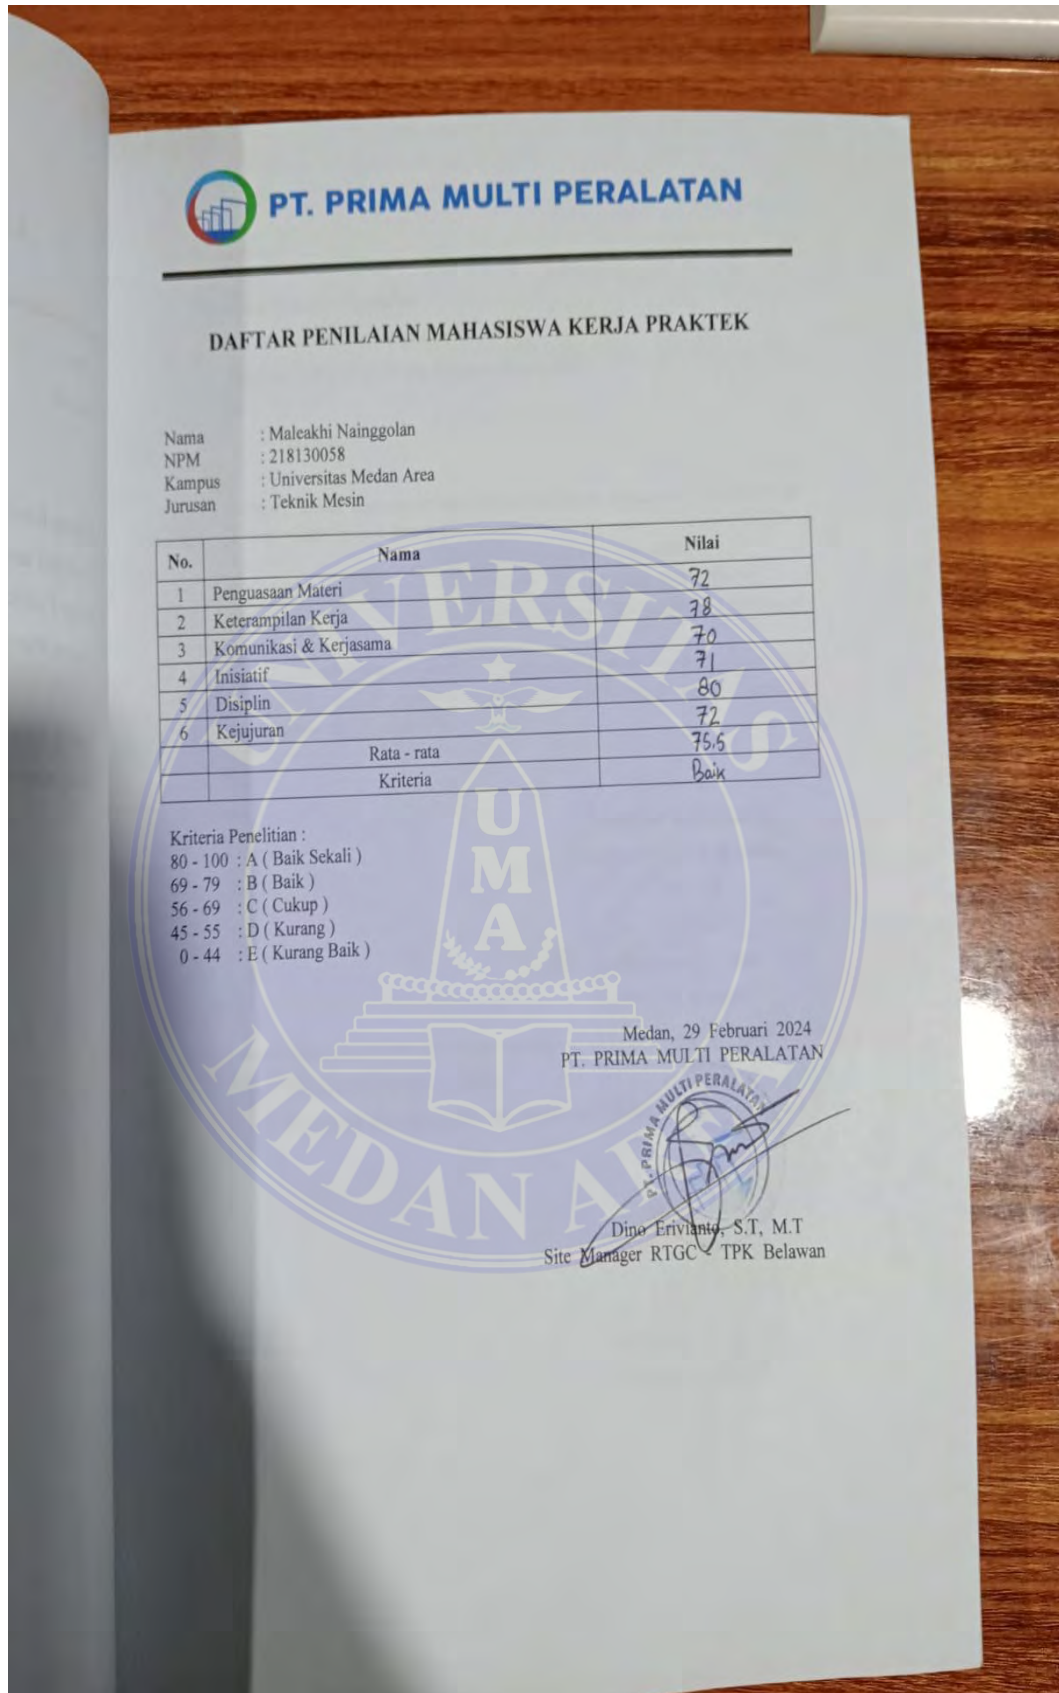 PT. PRIMA MULTI PERALATAN
DAFTAR PENILAIAN MAHASISWA KERJA PRAKTEK
Nama : Maleakhi Nainggolan
NPM : 218130058
Kampus : Universitas Medan Area
Jurusan : Teknik Mesin
No. Nama Nilai
1 Penguasaan Materi 72
2 Keterampilan Kerja 78
3 Komunikasi & Kerjasama 70
4 Inisiatif 71
5 Disiplin 80
6 Kejujuran 72
Rata - rata 75.5
Kriteria Baik
Kriteria Penelitian :
80 - 100 : A ( Baik Sekali )
69 - 79 : B ( Baik )
56 - 69 : C ( Cukup )
45 - 55 : D ( Kurang )
0 - 44 : E ( Kurang Baik )
Medan, 29 Februari 2024
PT. PRIMA MULTI PERALATAN
PT. PRIMA MULTI PERALATAN
Dino Erivianto, S.T, M.T
Site Manager RTGC - TPK Belawan
UNIVERSITAS
MEDAN AREA
UMA